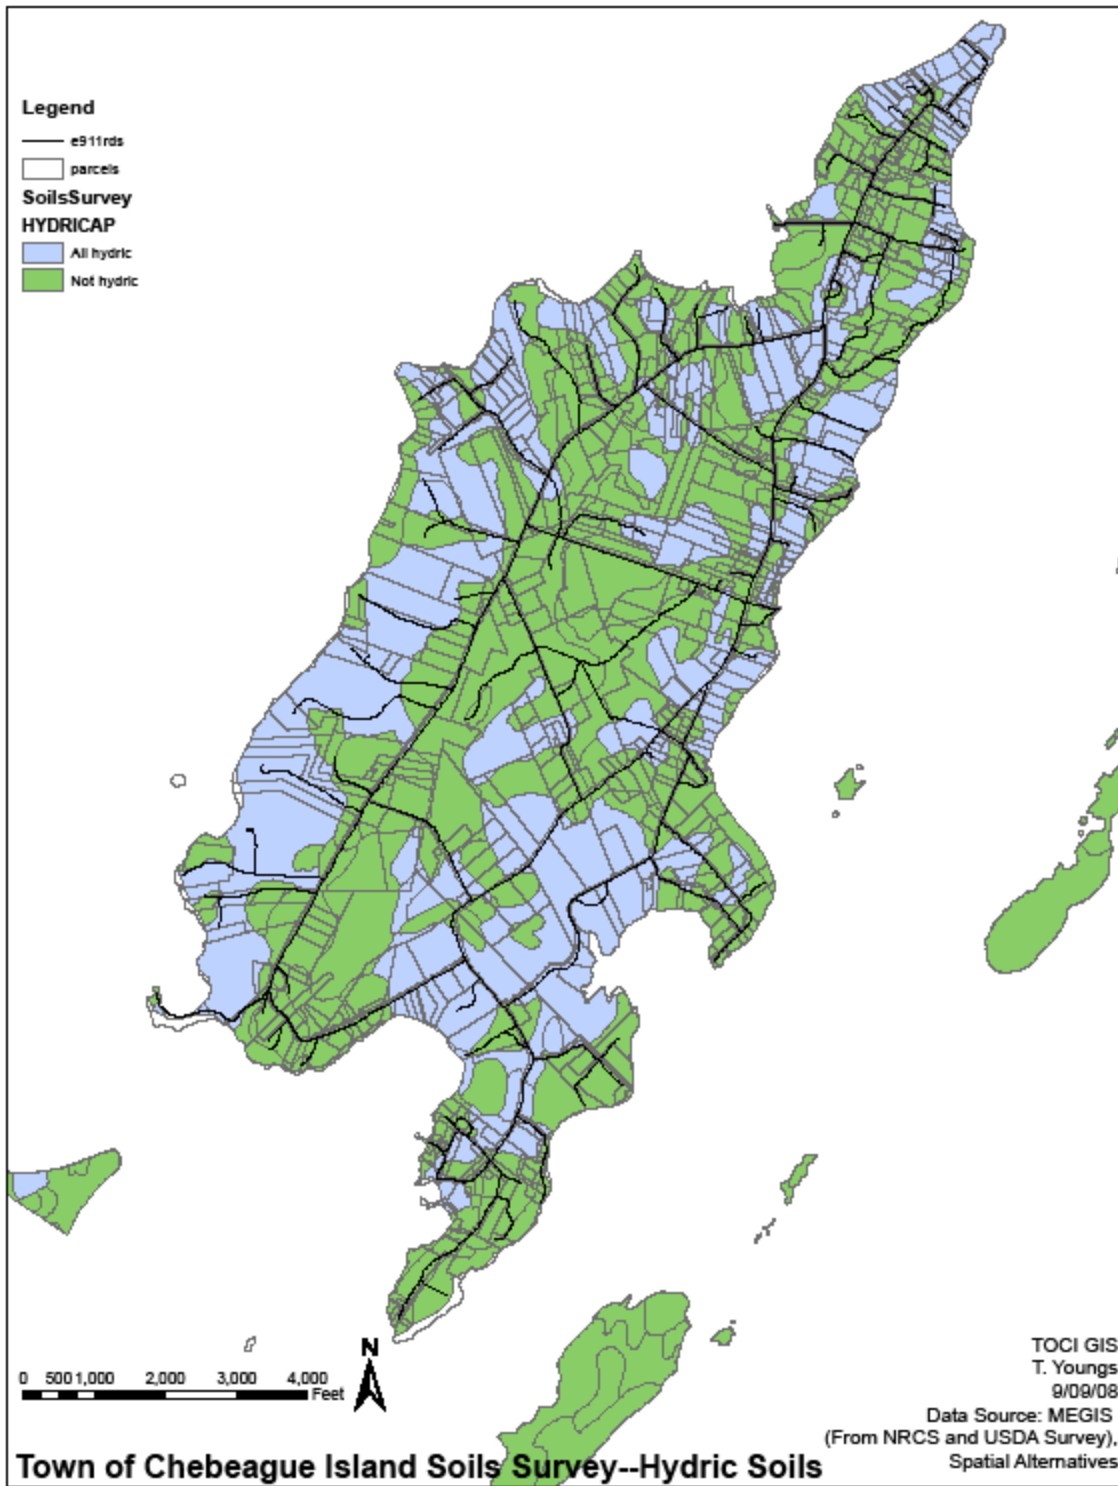 Legend
e911rds
parcels
SoilsSurvey
HYDRICAP
All hydric
Not hydric
N
0 500 1,000 2,000 3,000 4,000
Feet
TOCI GIS
T. Youngs
9/09/08
Data Source: MEGIS
(From NRCS and USDA Survey),
Spatial Alternatives
Town of Chebeague Island Soils Survey--Hydric Soils